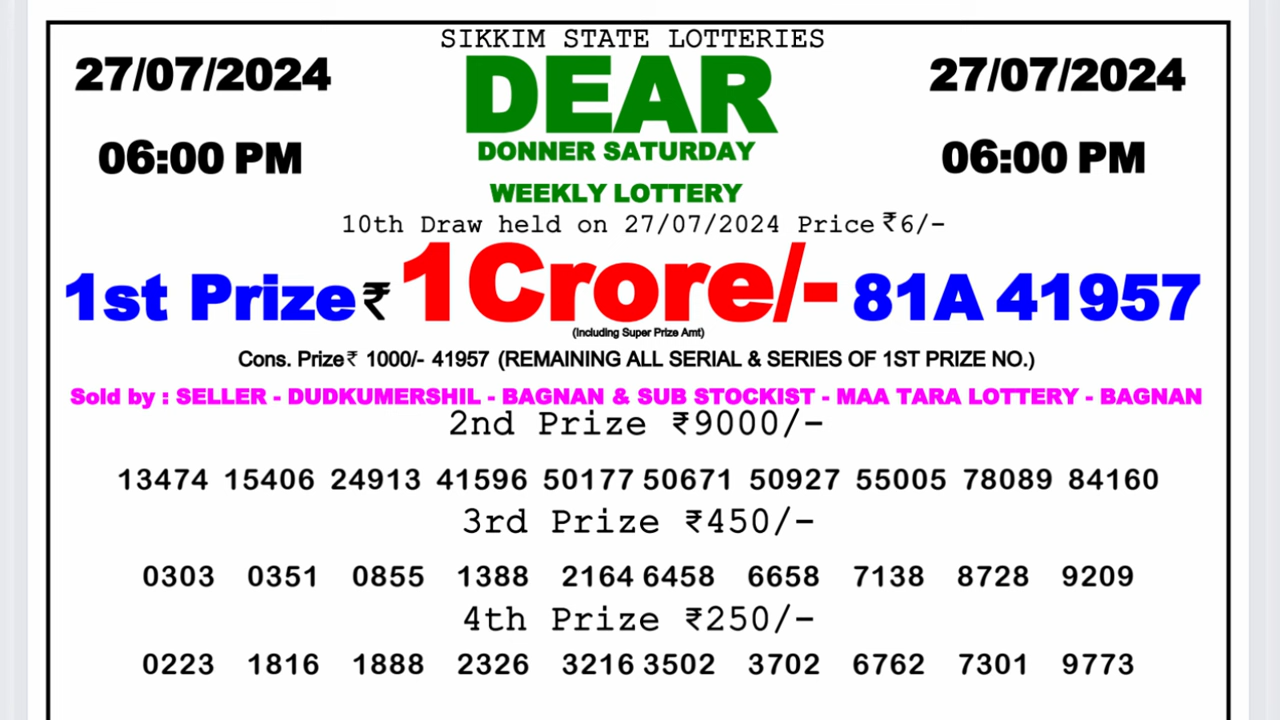 SIKKIM STATE LOTTERIES
27/07/2024 DEAR 27/07/2024
DONNER SATURDAY
06:00 PM 06:00 PM
WEEKLY LOTTERY
10th Draw held on 27/07/2024 Price ₹6/-
1st Prize ₹ 1Crore/- 81A 41957
(Including Super Prize Amt)
Cons. Prize ₹ 1000/- 41957 (REMAINING ALL SERIAL & SERIES OF 1ST PRIZE NO.)
Sold by : SELLER - DUDKUMERSHIL - BAGNAN & SUB STOCKIST - MAA TARA LOTTERY - BAGNAN
2nd Prize ₹9000/-
13474 15406 24913 41596 50177 50671 50927 55005 78089 84160
3rd Prize ₹450/-
0303 0351 0855 1388 2164 6458 6658 7138 8728 9209
4th Prize ₹250/-
0223 1816 1888 2326 3216 3502 3702 6762 7301 9773